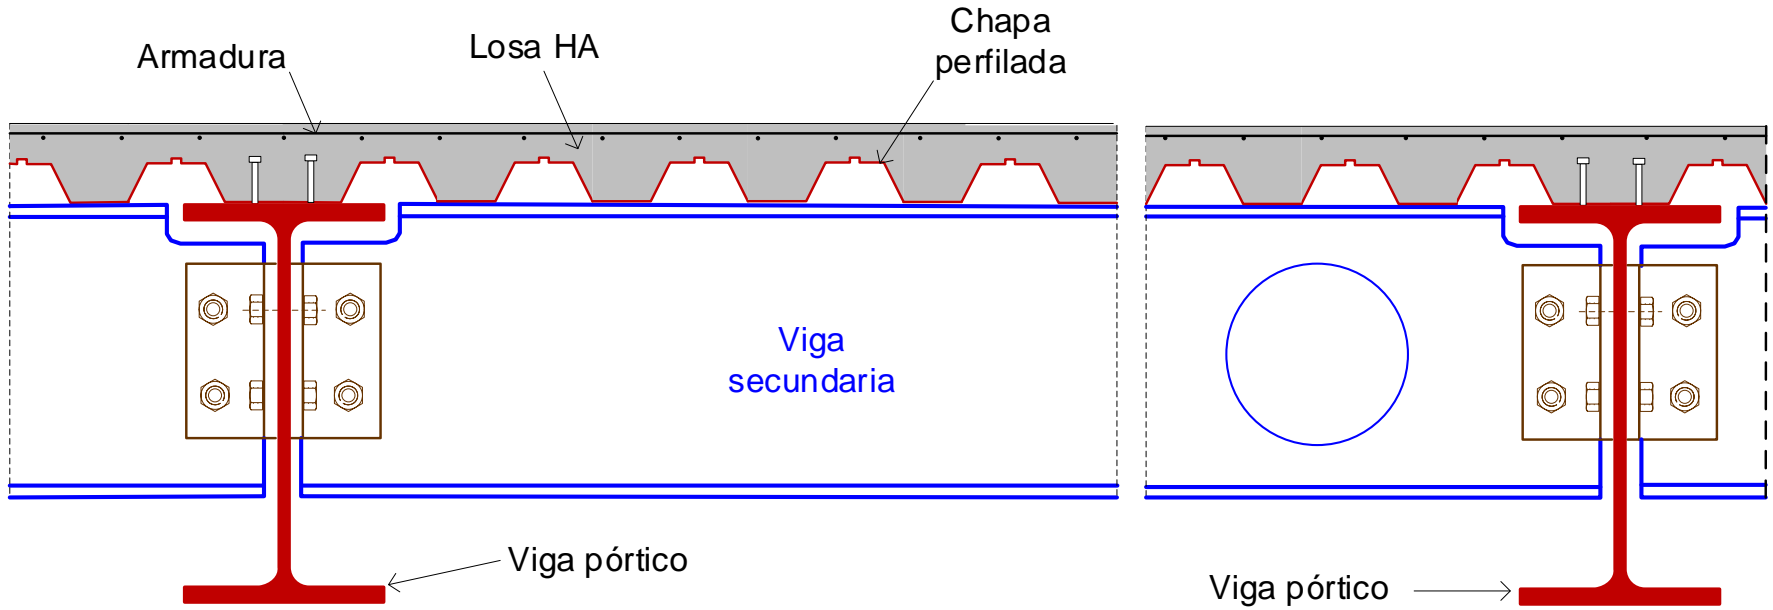 Armadura
Losa HA
Chapa
perfilada
Viga
secundaria
Viga pórtico
Viga pórtico